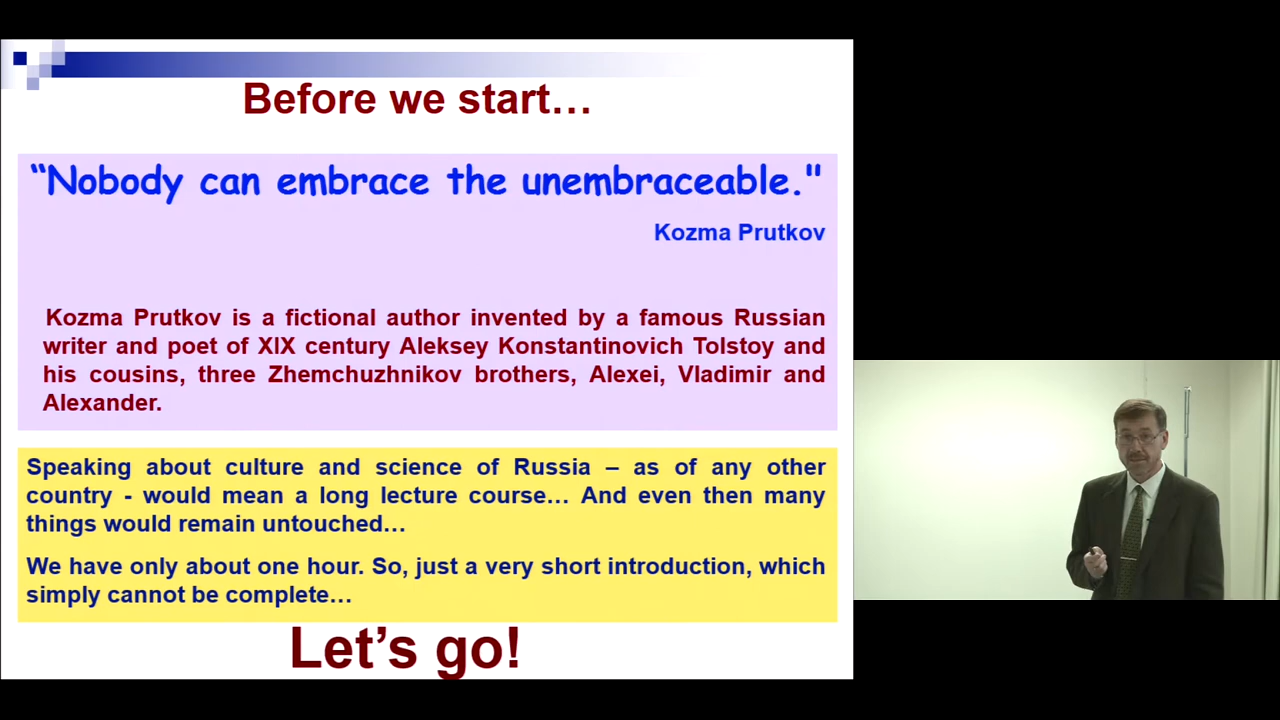 Before we start…
“Nobody can embrace the unembraceable."
Kozma Prutkov
Kozma Prutkov is a fictional author invented by a famous Russian
writer and poet of XIX century Aleksey Konstantinovich Tolstoy and
his cousins, three Zhemchuzhnikov brothers, Alexei, Vladimir and
Alexander.
Speaking about culture and science of Russia – as of any other
country - would mean a long lecture course… And even then many
things would remain untouched…
We have only about one hour. So, just a very short introduction, which
simply cannot be complete…
Let’s go!